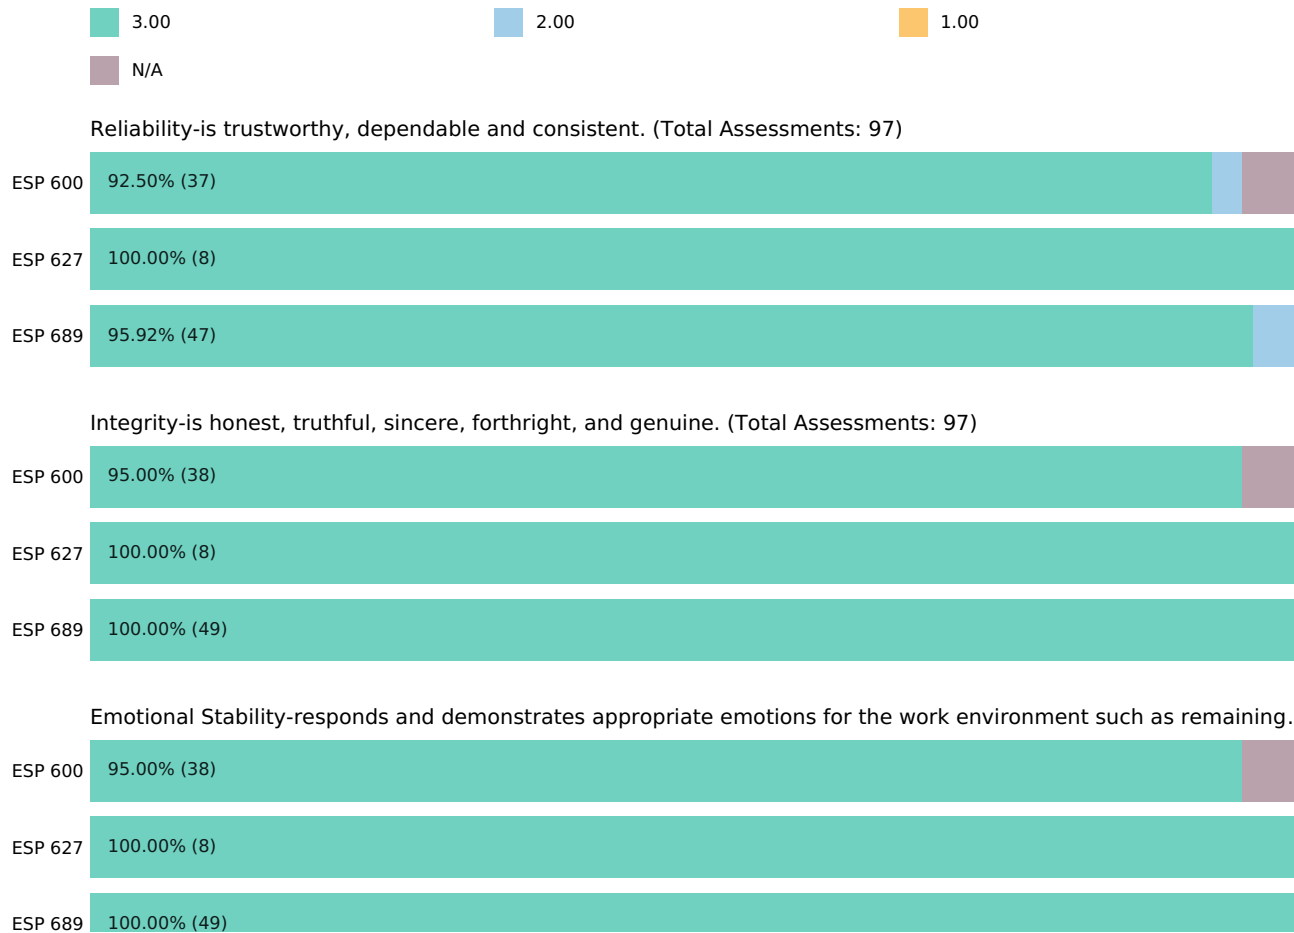 3.00
2.00
1.00
N/A
Reliability-is trustworthy, dependable and consistent. (Total Assessments: 97)
ESP 600
92.50% (37)
ESP 627
100.00% (8)
ESP 689
95.92% (47)
Integrity-is honest, truthful, sincere, forthright, and genuine. (Total Assessments: 97)
ESP 600
95.00% (38)
ESP 627
100.00% (8)
ESP 689
100.00% (49)
Emotional Stability-responds and demonstrates appropriate emotions for the work environment such as remaining.
ESP 600
95.00% (38)
ESP 627
100.00% (8)
ESP 689
100.00% (49)